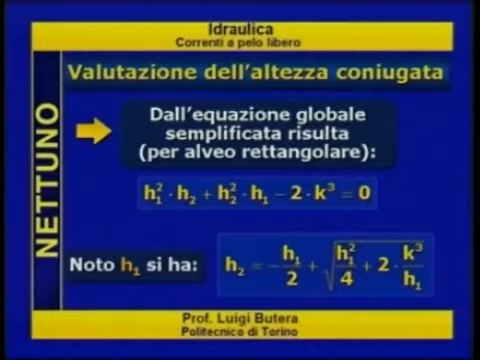 Idraulica
Correnti a pelo libero
Valutazione dell'altezza coniugata
NETTUNO
Dall'equazione globale
semplificata risulta
(per alveo rettangolare):
h₁² · h₂ + h₂² · h₁ − 2 · k³ = 0
Noto h₁ si ha:
h₂ = − h₁/2 + √(h₁²/4 + 2 · k³/h₁)
Prof. Luigi Butera
Politecnico di Torino